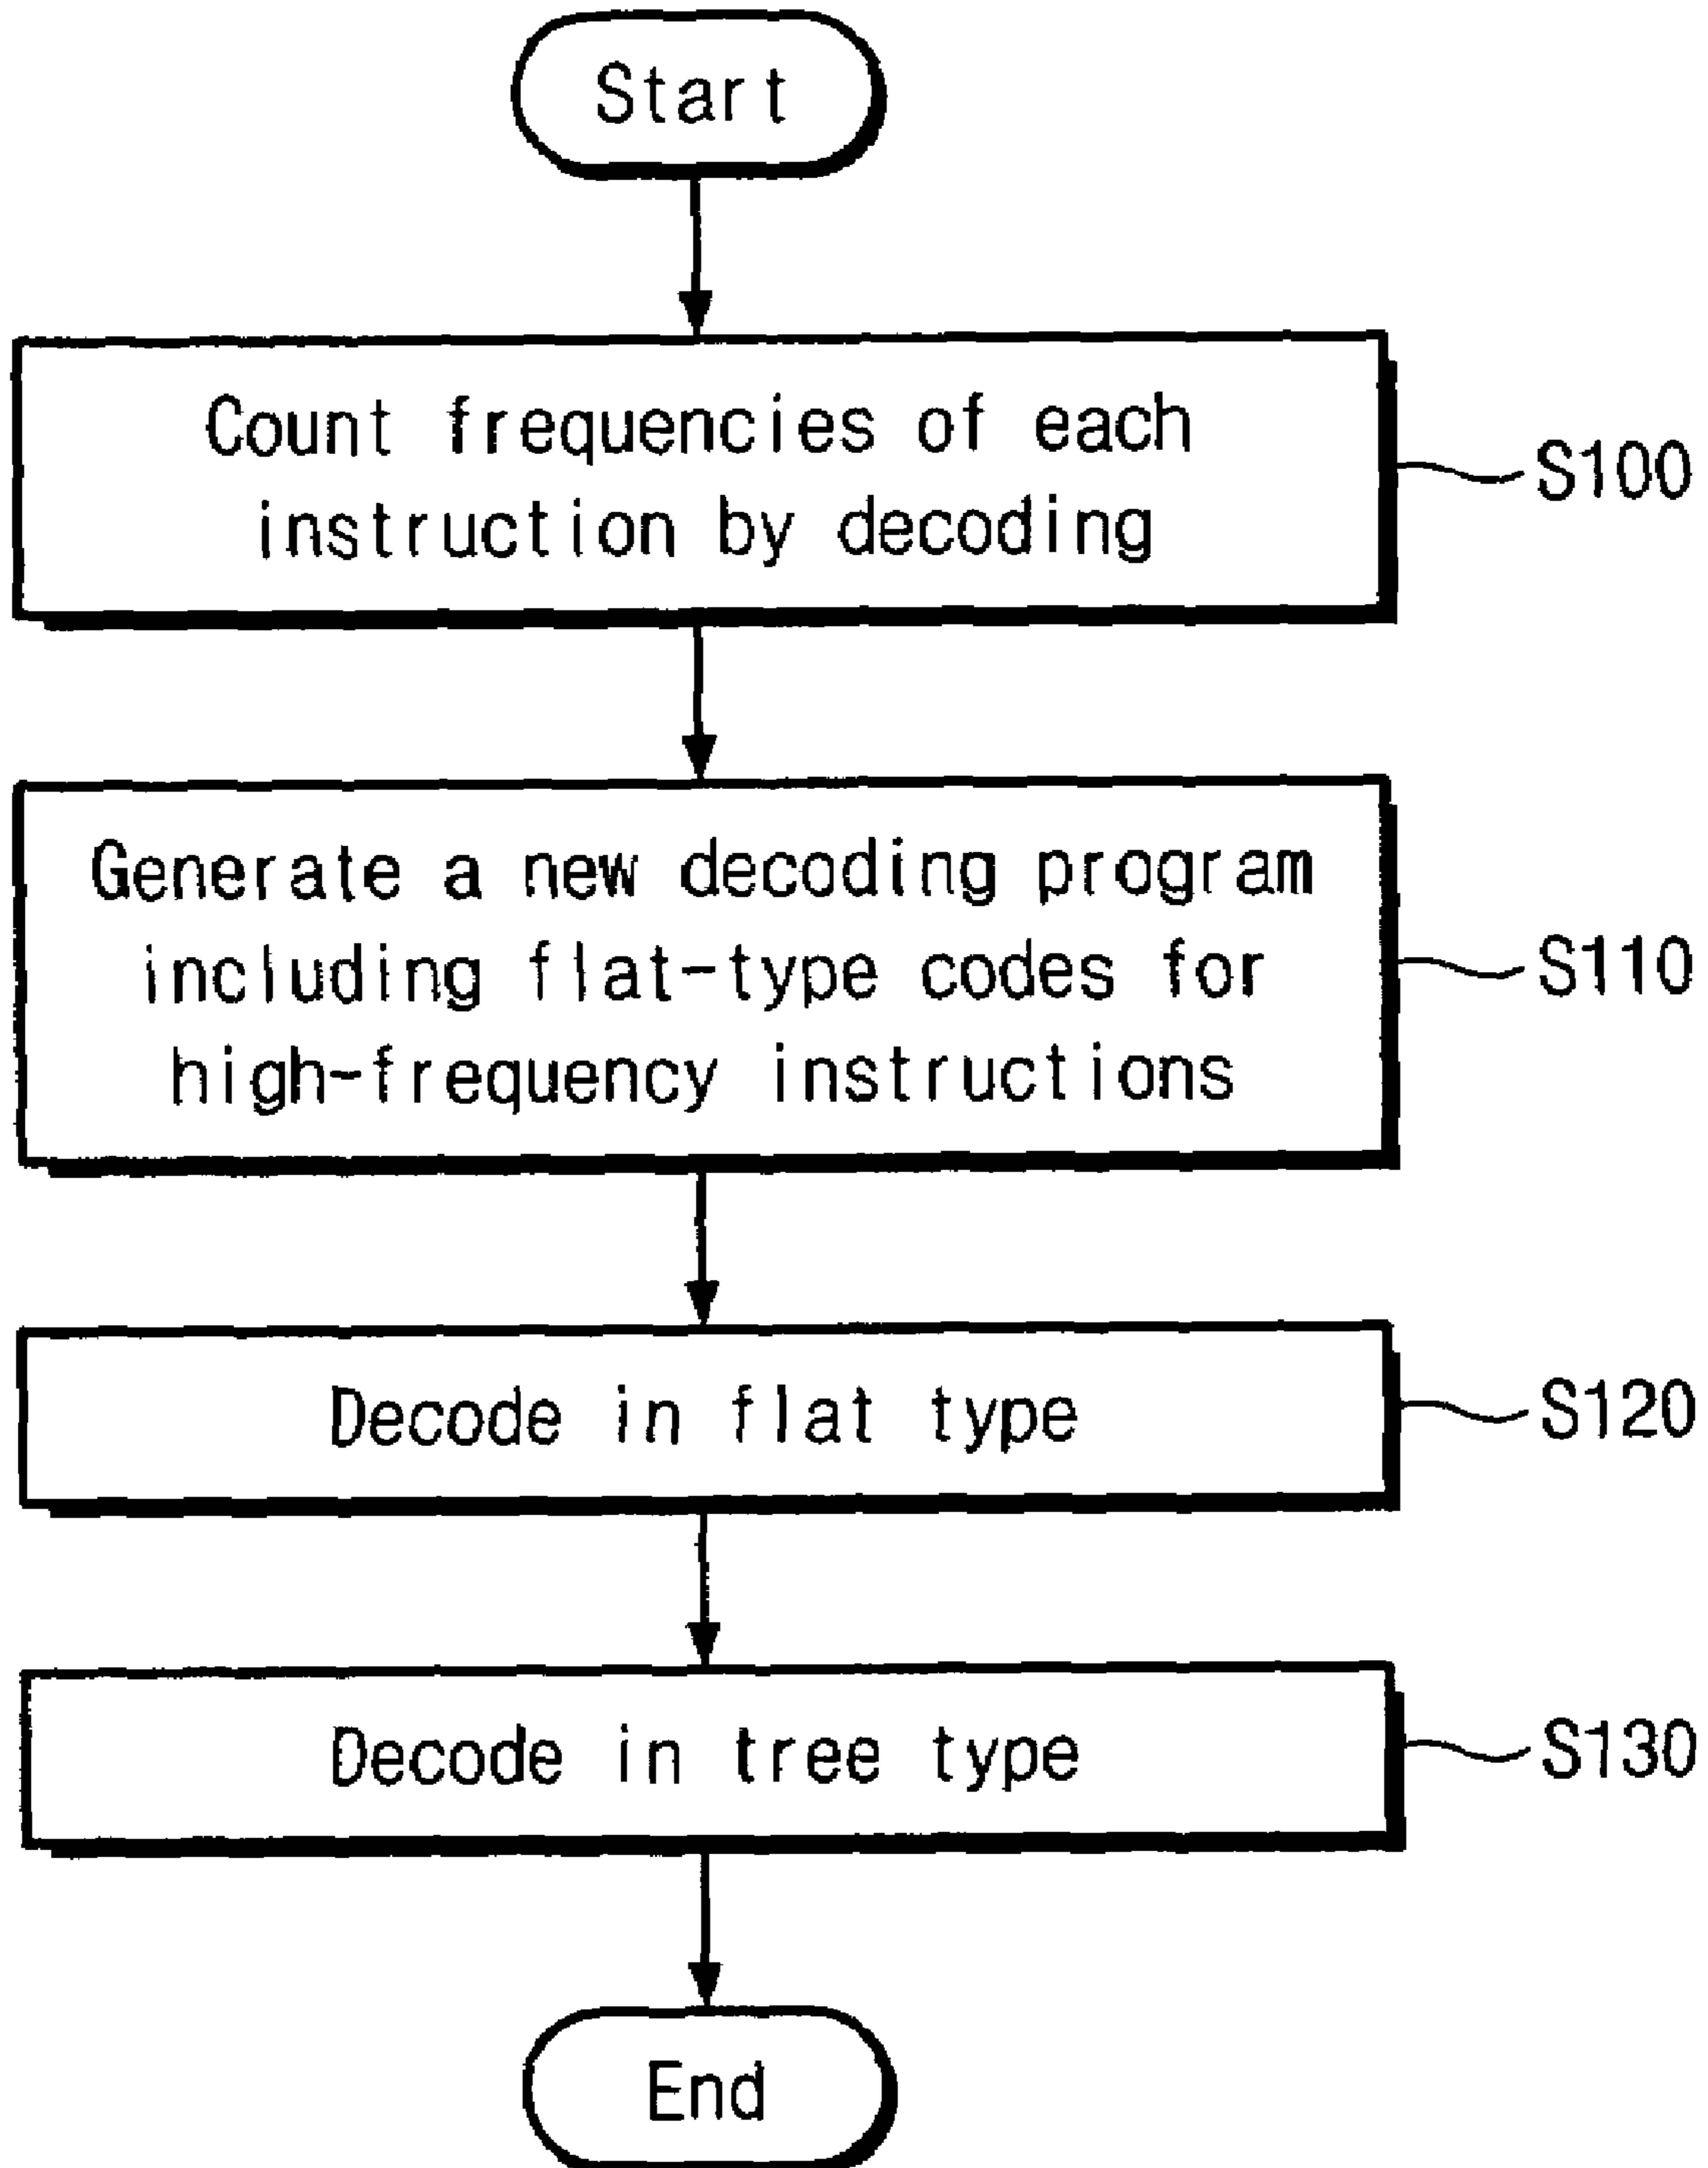 Start
Count frequencies of each
instruction by decoding
S100
Generate a new decoding program
including flat-type codes for
high-frequency instructions
S110
Decode in flat type
S120
Decode in tree type
S130
End